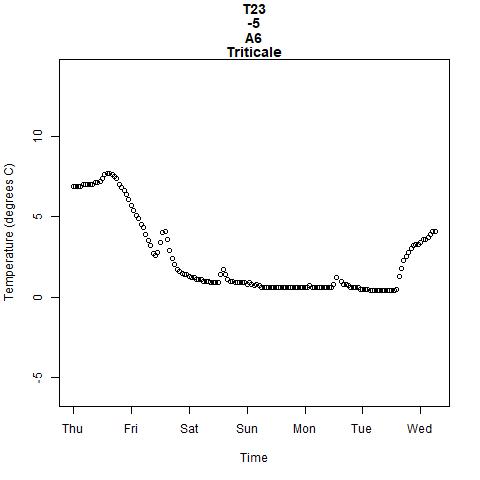 T23
-5
A6
Triticale
Temperature (degrees C)
10
5
0
-5
Thu Fri Sat Sun Mon Tue Wed
Time